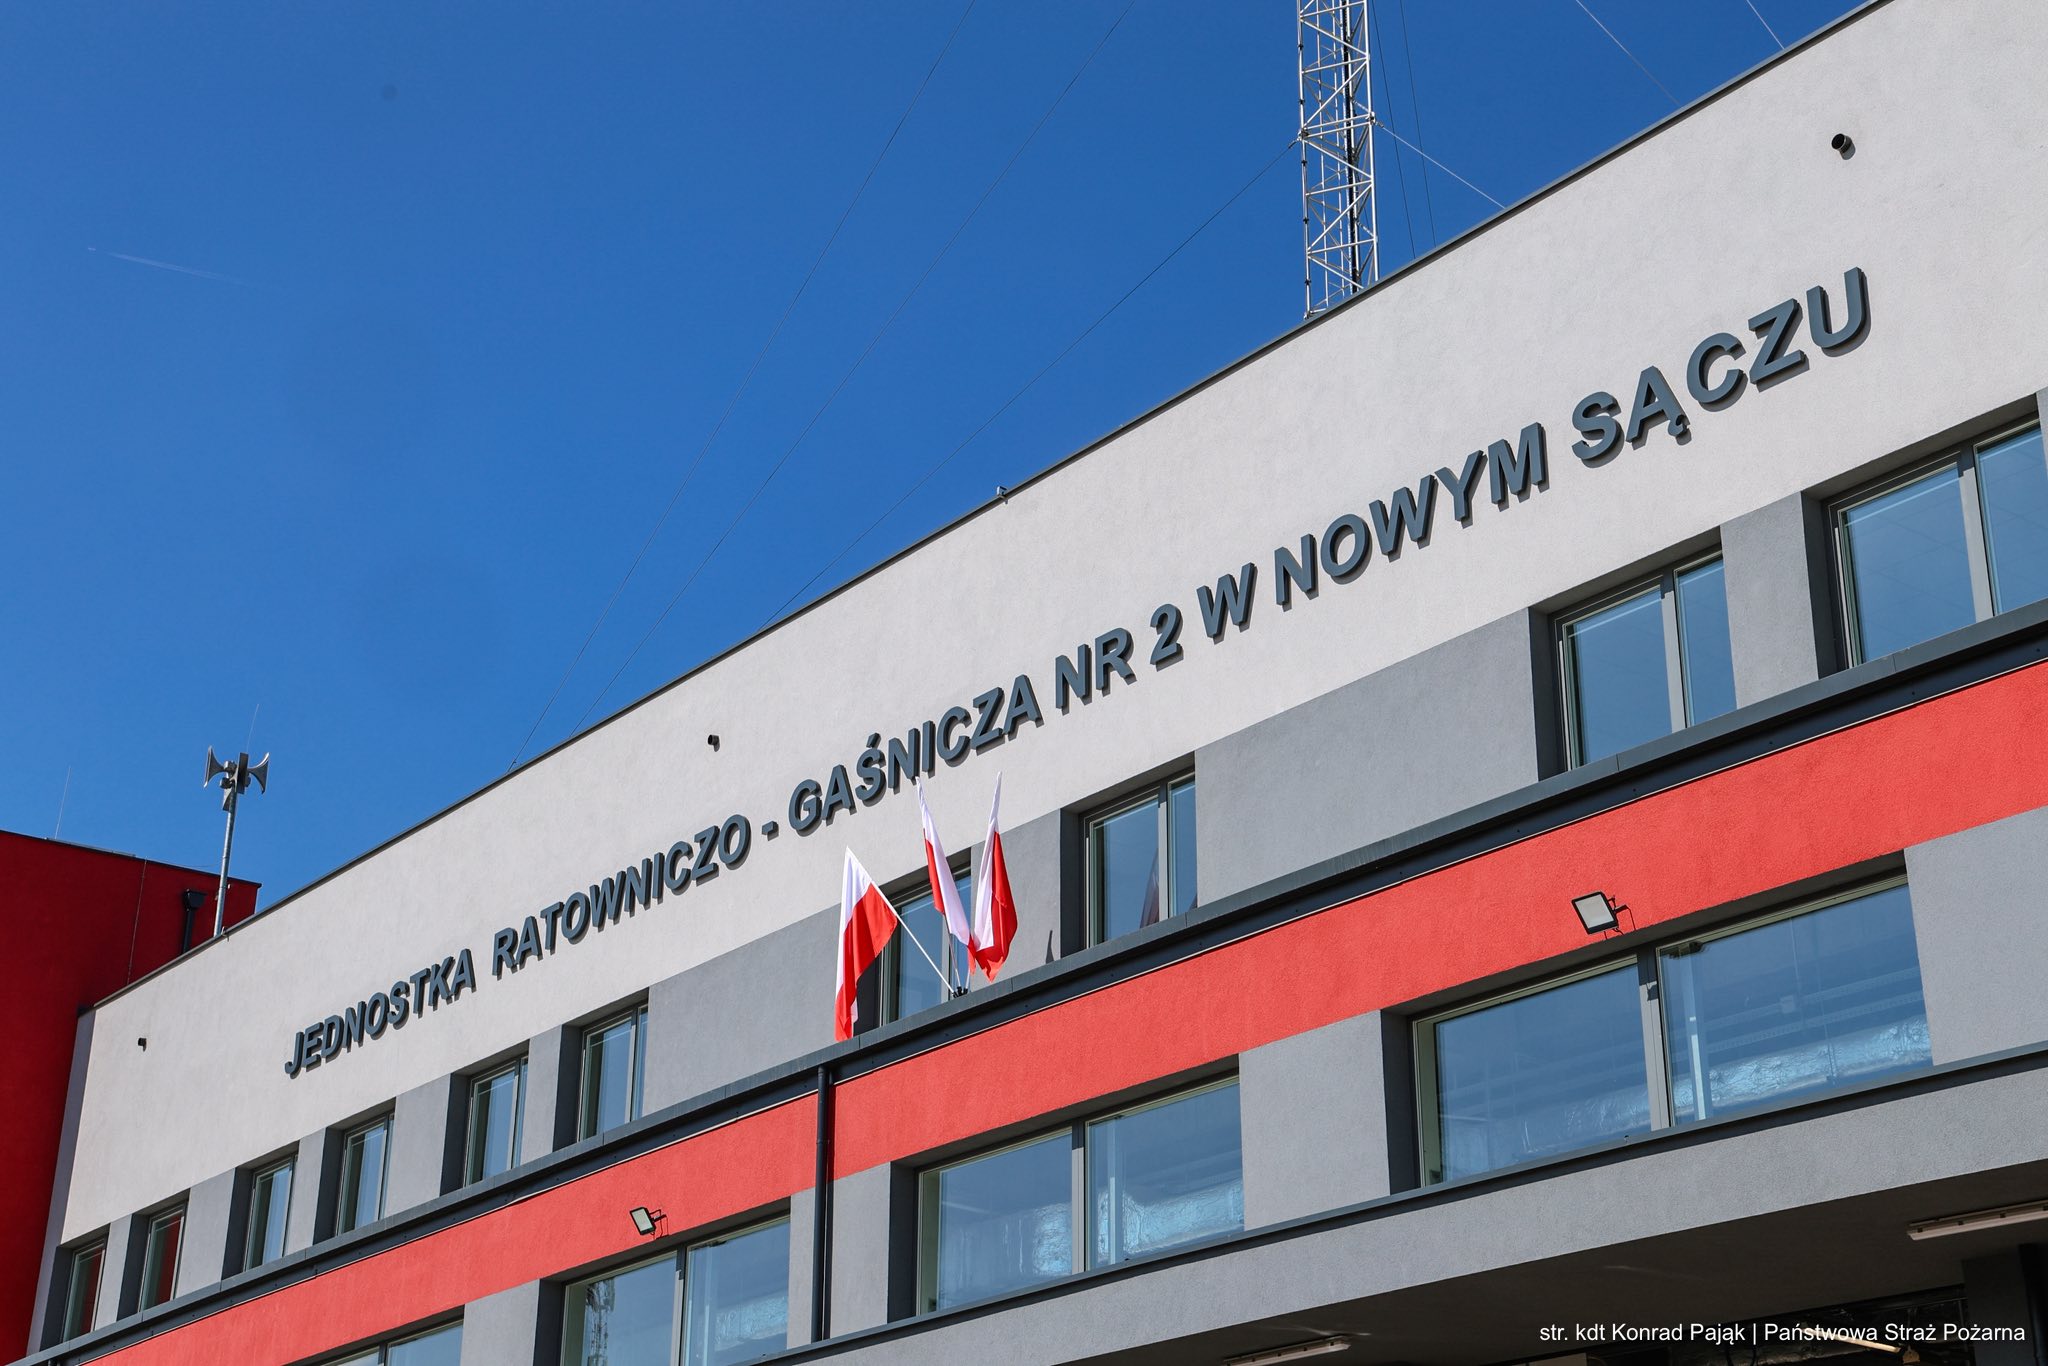 JEDNOSTKA RATOWNICZO - GAŚNICZA NR 2 W NOWYM SĄCZU
str. kdt Konrad Pająk | Państwowa Straż Pożarna